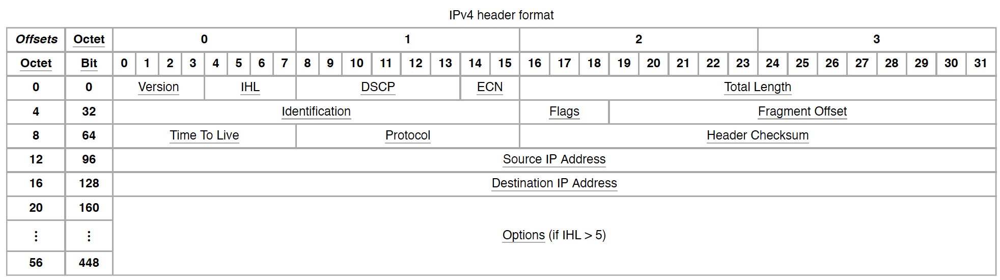 IPv4 header format
Offsets Octet 0 1 2 3
Octet Bit 0 1 2 3 4 5 6 7 8 9 10 11 12 13 14 15 16 17 18 19 20 21 22 23 24 25 26 27 28 29 30 31
0 0 Version IHL DSCP ECN Total Length
4 32 Identification Flags Fragment Offset
8 64 Time To Live Protocol Header Checksum
12 96 Source IP Address
16 128 Destination IP Address
20 160
⋮ ⋮ Options (if IHL > 5)
56 448